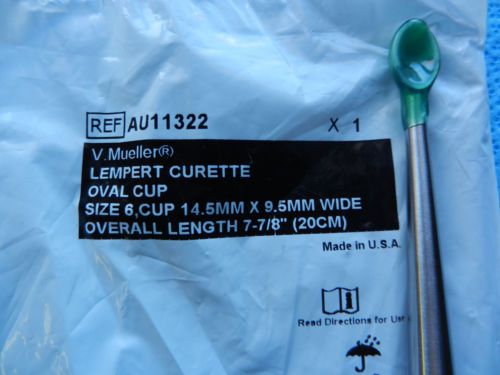 REF AU11322 X 1
V.Mueller®
LEMPERT CURETTE
OVAL CUP
SIZE 6,CUP 14.5MM X 9.5MM WIDE
OVERALL LENGTH 7-7/8" (20CM)
Made in U.S.A.
i
Read Directions for Use